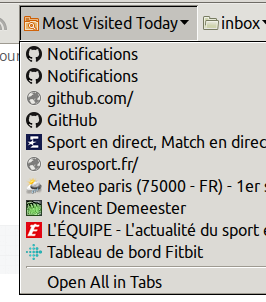 Most Visited Today inbox
Notifications
Notifications
github.com/
GitHub
Sport en direct, Match en direct
eurosport.fr/
Meteo paris (75000 - FR) - 1er
Vincent Demeester
L'ÉQUIPE - L'actualité du sport
Tableau de bord Fitbit
Open All in Tabs